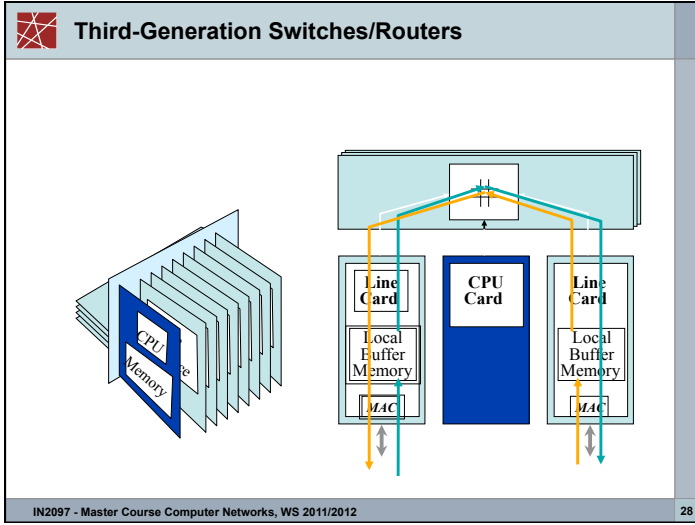 Third-Generation Switches/Routers
CPU
Memory
Line
Card
Local
Buffer
Memory
MAC
CPU
Card
Line
Card
Local
Buffer
Memory
MAC
IN2097 - Master Course Computer Networks, WS 2011/2012
28